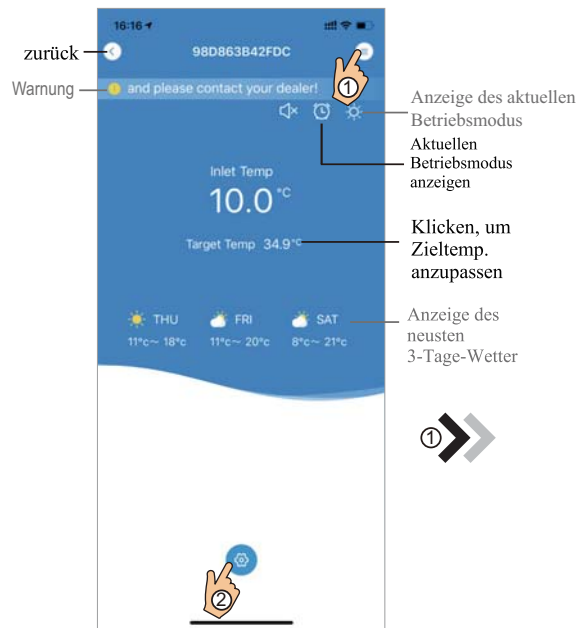 16:16
zurück
98D863B42FDC
Warnung
! and please contact your dealer!
①
Anzeige des aktuellen
Betriebsmodus
Aktuellen
Betriebsmodus
anzeigen
Inlet Temp
10.0 °C
Target Temp 34.9°C
Klicken, um
Zieltemp.
anzupassen
THU FRI SAT
11°c~ 18°c 11°c~ 20°c 8°c~ 21°c
Anzeige des
neusten
3-Tage-Wetter
①
②